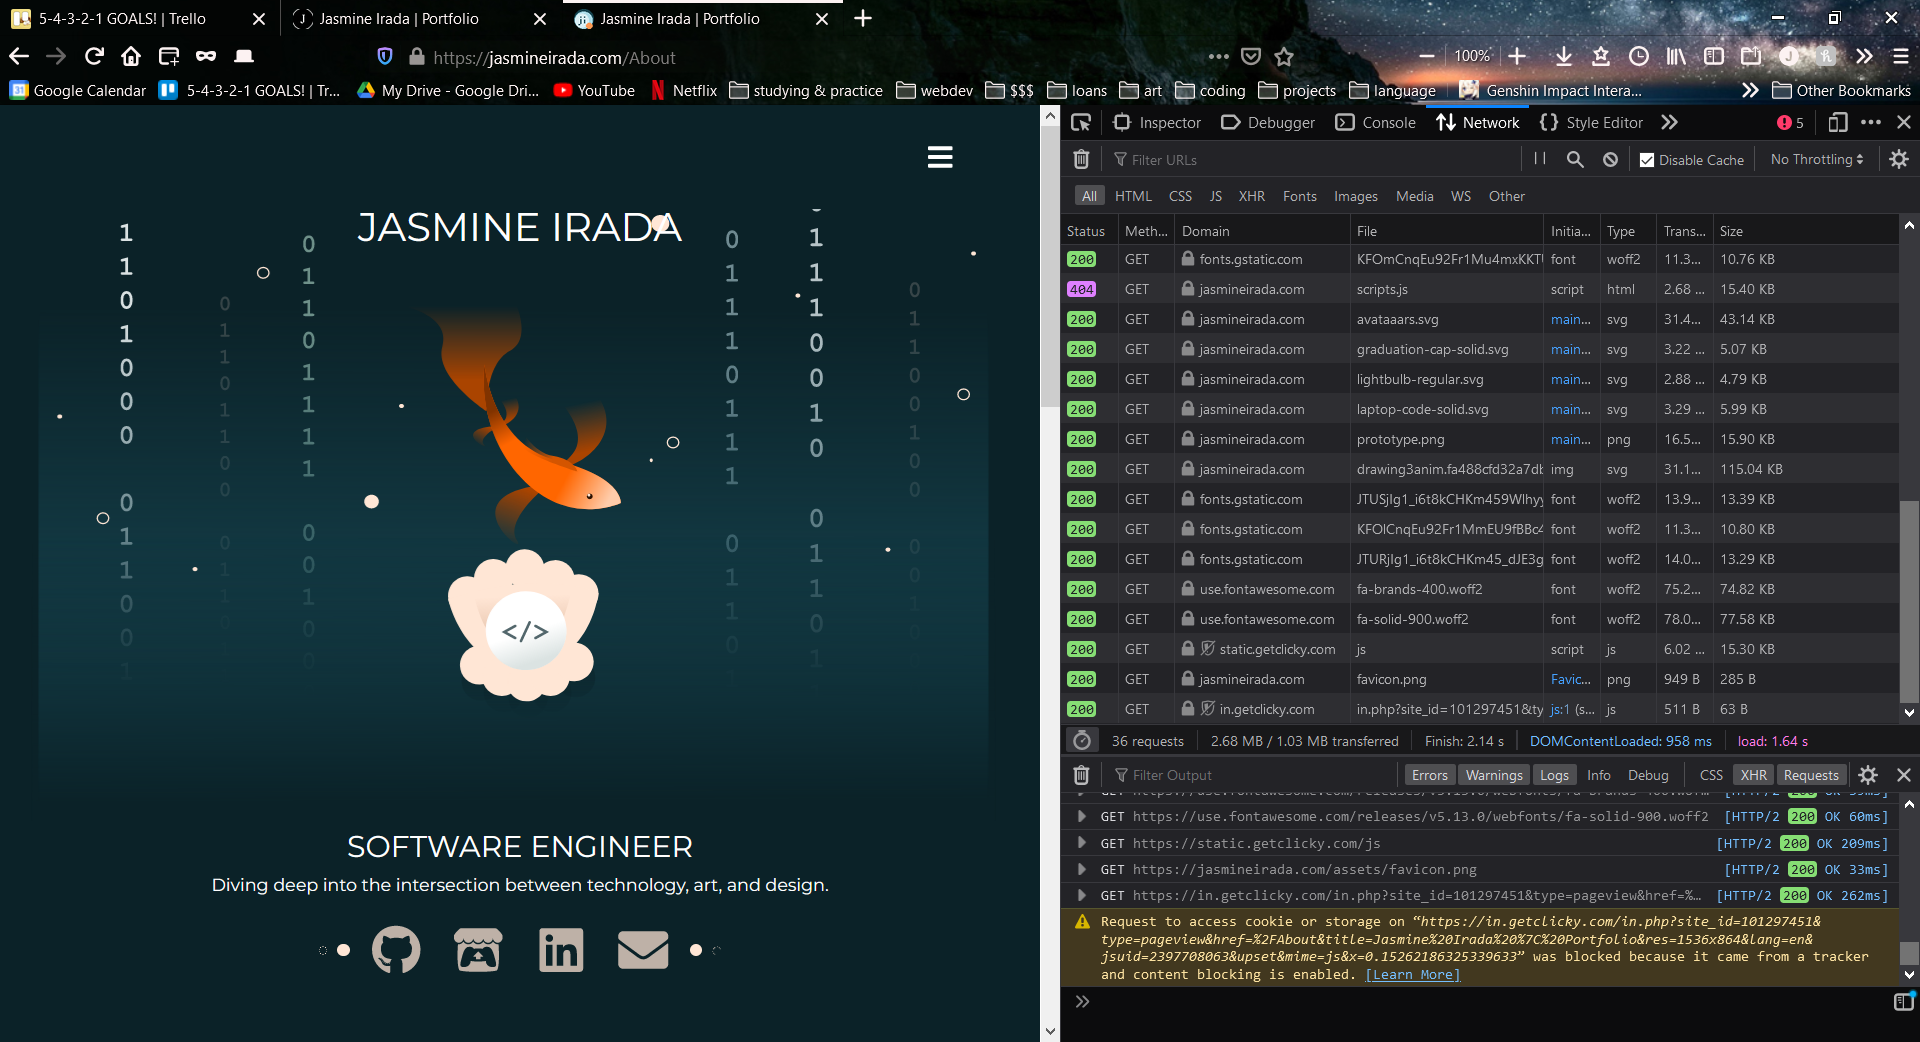 5-4-3-2-1 GOALS! | Trello
Jasmine Irada | Portfolio
Jasmine Irada | Portfolio
https://jasmineirada.com/About
100%
Google Calendar
5-4-3-2-1 GOALS! | Tr...
My Drive - Google Dri...
YouTube
Netflix
studying & practice
webdev
$$$
loans
art
coding
projects
language
Genshin Impact Intera...
Other Bookmarks
JASMINE IRADA
</>
SOFTWARE ENGINEER
Diving deep into the intersection between technology, art, and design.
Inspector
Debugger
Console
Network
Style Editor
5
Filter URLs
Disable Cache
No Throttling
All HTML CSS JS XHR Fonts Images Media WS Other
Status Meth... Domain File Initia... Type Trans... Size
200 GET fonts.gstatic.com KFOmCnqEu92Fr1Mu4mxKKTU font woff2 11.3... 10.76 KB
404 GET jasmineirada.com scripts.js script html 2.68 ... 15.40 KB
200 GET jasmineirada.com avataaars.svg main... svg 31.4... 43.14 KB
200 GET jasmineirada.com graduation-cap-solid.svg main... svg 3.22 ... 5.07 KB
200 GET jasmineirada.com lightbulb-regular.svg main... svg 2.88 ... 4.79 KB
200 GET jasmineirada.com laptop-code-solid.svg main... svg 3.29 ... 5.99 KB
200 GET jasmineirada.com prototype.png main... png 16.5... 15.90 KB
200 GET jasmineirada.com drawing3anim.fa488cfd32a7db img svg 31.1... 115.04 KB
200 GET fonts.gstatic.com JTUSjIg1_i6t8kCHKm459Wlhyy font woff2 13.9... 13.39 KB
200 GET fonts.gstatic.com KFOlCnqEu92Fr1MmEU9fBBc4 font woff2 11.3... 10.80 KB
200 GET fonts.gstatic.com JTURjIg1_i6t8kCHKm45_dJE3g font woff2 14.0... 13.29 KB
200 GET use.fontawesome.com fa-brands-400.woff2 font woff2 75.2... 74.82 KB
200 GET use.fontawesome.com fa-solid-900.woff2 font woff2 78.0... 77.58 KB
200 GET static.getclicky.com js script js 6.02 ... 15.30 KB
200 GET jasmineirada.com favicon.png Favic... png 949 B 285 B
200 GET in.getclicky.com in.php?site_id=101297451&ty js:1 (s... js 511 B 63 B
36 requests 2.68 MB / 1.03 MB transferred Finish: 2.14 s DOMContentLoaded: 958 ms load: 1.64 s
Filter Output
Errors Warnings Logs Info Debug CSS XHR Requests
GET https://use.fontawesome.com/releases/v5.13.0/webfonts/fa-solid-900.woff2 [HTTP/2 200 OK 60ms]
GET https://static.getclicky.com/js [HTTP/2 200 OK 209ms]
GET https://jasmineirada.com/assets/favicon.png [HTTP/2 200 OK 33ms]
GET https://in.getclicky.com/in.php?site_id=101297451&type=pageview&href=%... [HTTP/2 200 OK 262ms]
Request to access cookie or storage on “https://in.getclicky.com/in.php?site_id=101297451&
type=pageview&href=%2FAbout&title=Jasmine%20Irada%20%7C%20Portfolio&res=1536x864&lang=en&
jsuid=2397708063&upset&mime=js&x=0.15262186325339633” was blocked because it came from a tracker
and content blocking is enabled. [Learn More]